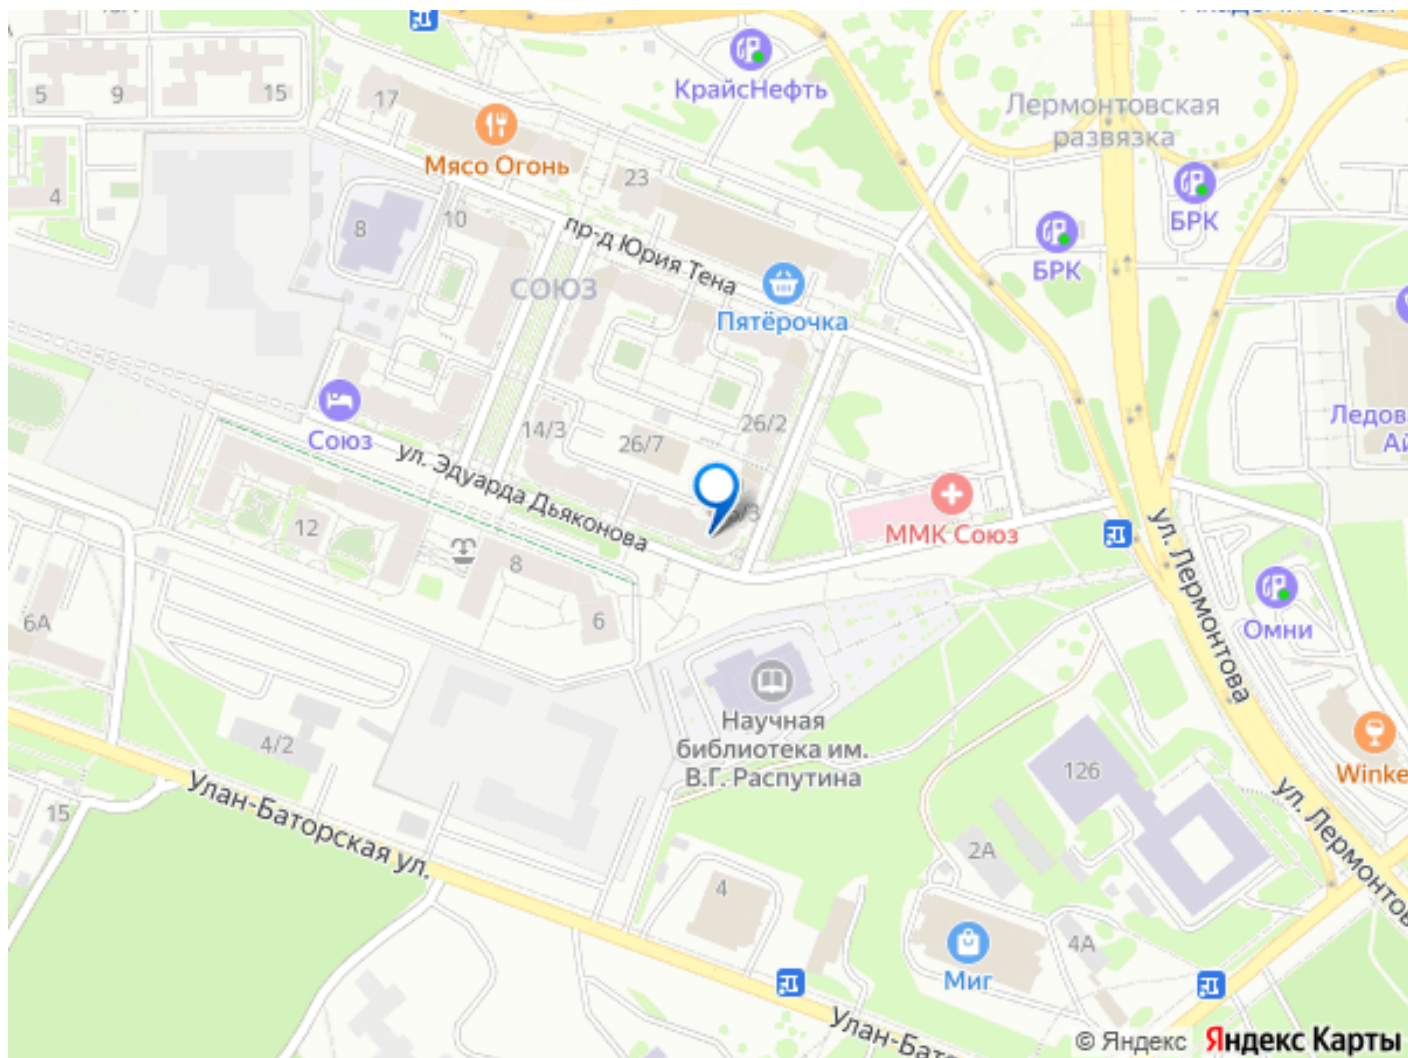 5
9
15
17
КрайсНефть
Лермонтовская
развязка
Мясо Огонь
4
23
БРК
8
10
пр-д Юрия Тена
БРК
СОЮЗ
Пятёрочка
Союз
14/3
26/7
26/2
ул. Эдуарда Дьяконова
ММК Союз
ул. Лермонтова
12
8
6
6А
Омни
Научная
библиотека им.
В.Г. Распутина
4/2
126
Winke
15
Улан-Баторская ул.
ул. Лермонтова
2А
4
4А
Миг
Улан-Ба
© Яндекс
Яндекс Карты